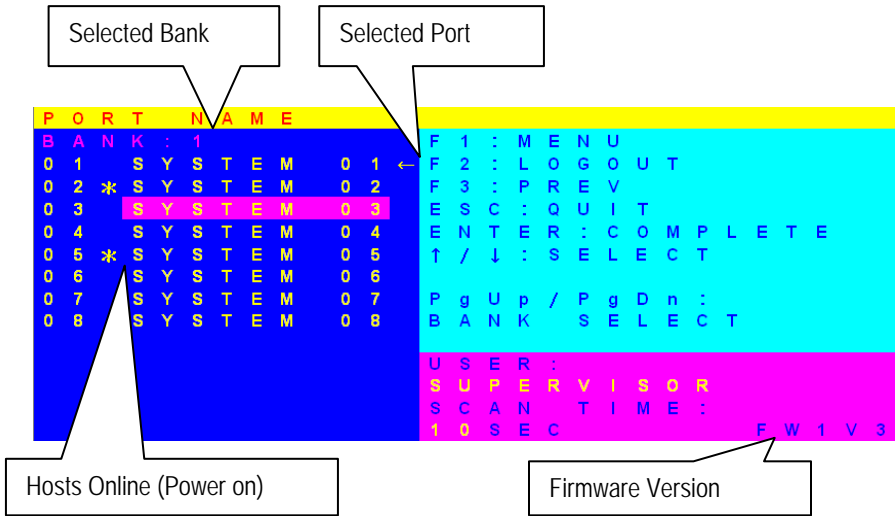 Selected Bank
Selected Port
PORT NAME
BANK:1
01 SYSTEM 01 ←
02 * SYSTEM 02
03 SYSTEM 03
04 SYSTEM 04
05 * SYSTEM 05
06 SYSTEM 06
07 SYSTEM 07
08 SYSTEM 08
F1:MENU
F2:LOGOUT
F3:PREV
ESC:QUIT
ENTER:COMPLETE
↑/↓:SELECT
PgUp/PgDn:
BANK SELECT
USER:
SUPERVISOR
SCAN TIME:
10SEC FW1V3
Hosts Online (Power on)
Firmware Version